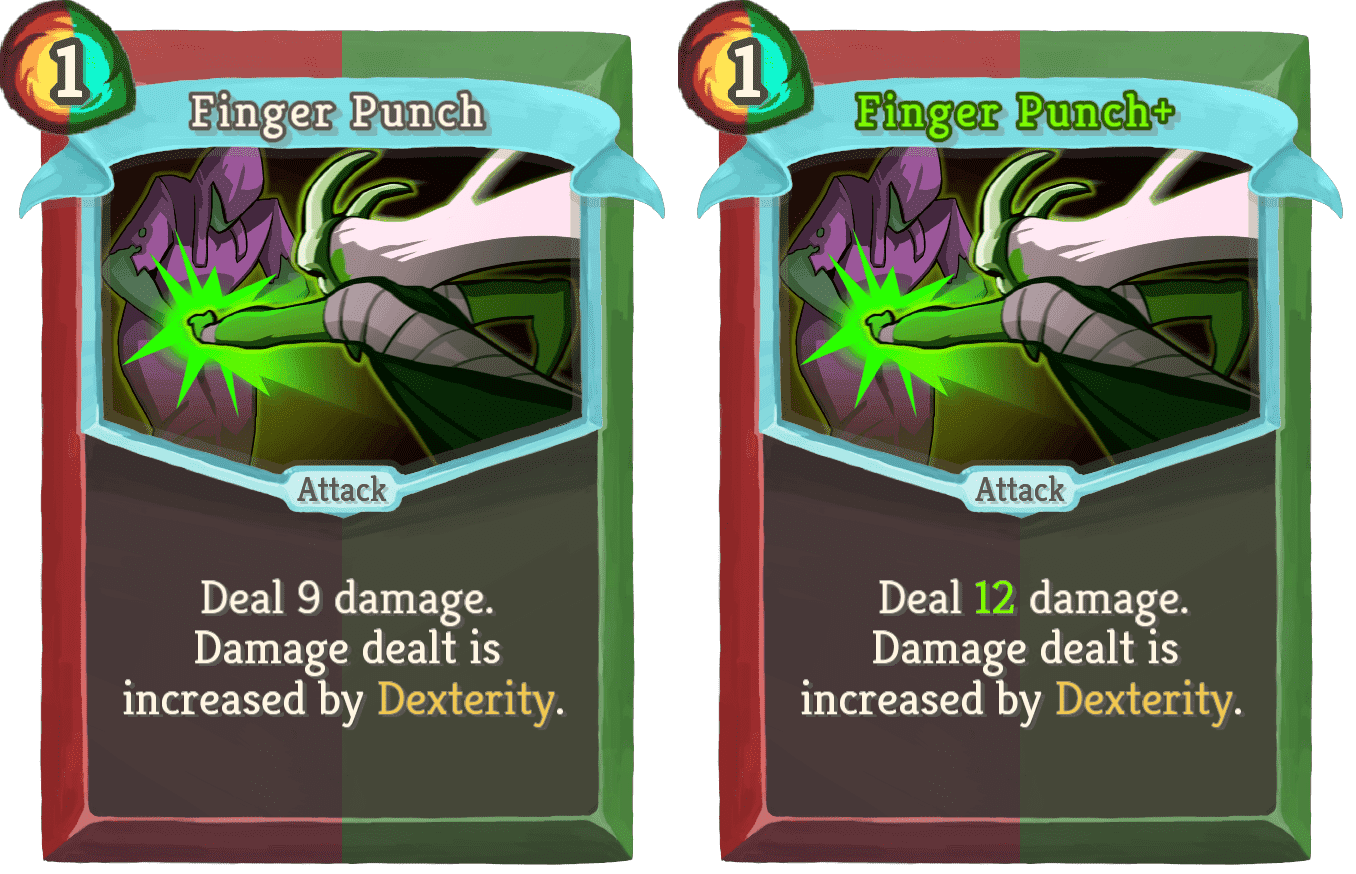 1
Finger Punch
Attack
Deal 9 damage.
Damage dealt is
increased by Dexterity.
1
Finger Punch+
Attack
Deal 12 damage.
Damage dealt is
increased by Dexterity.